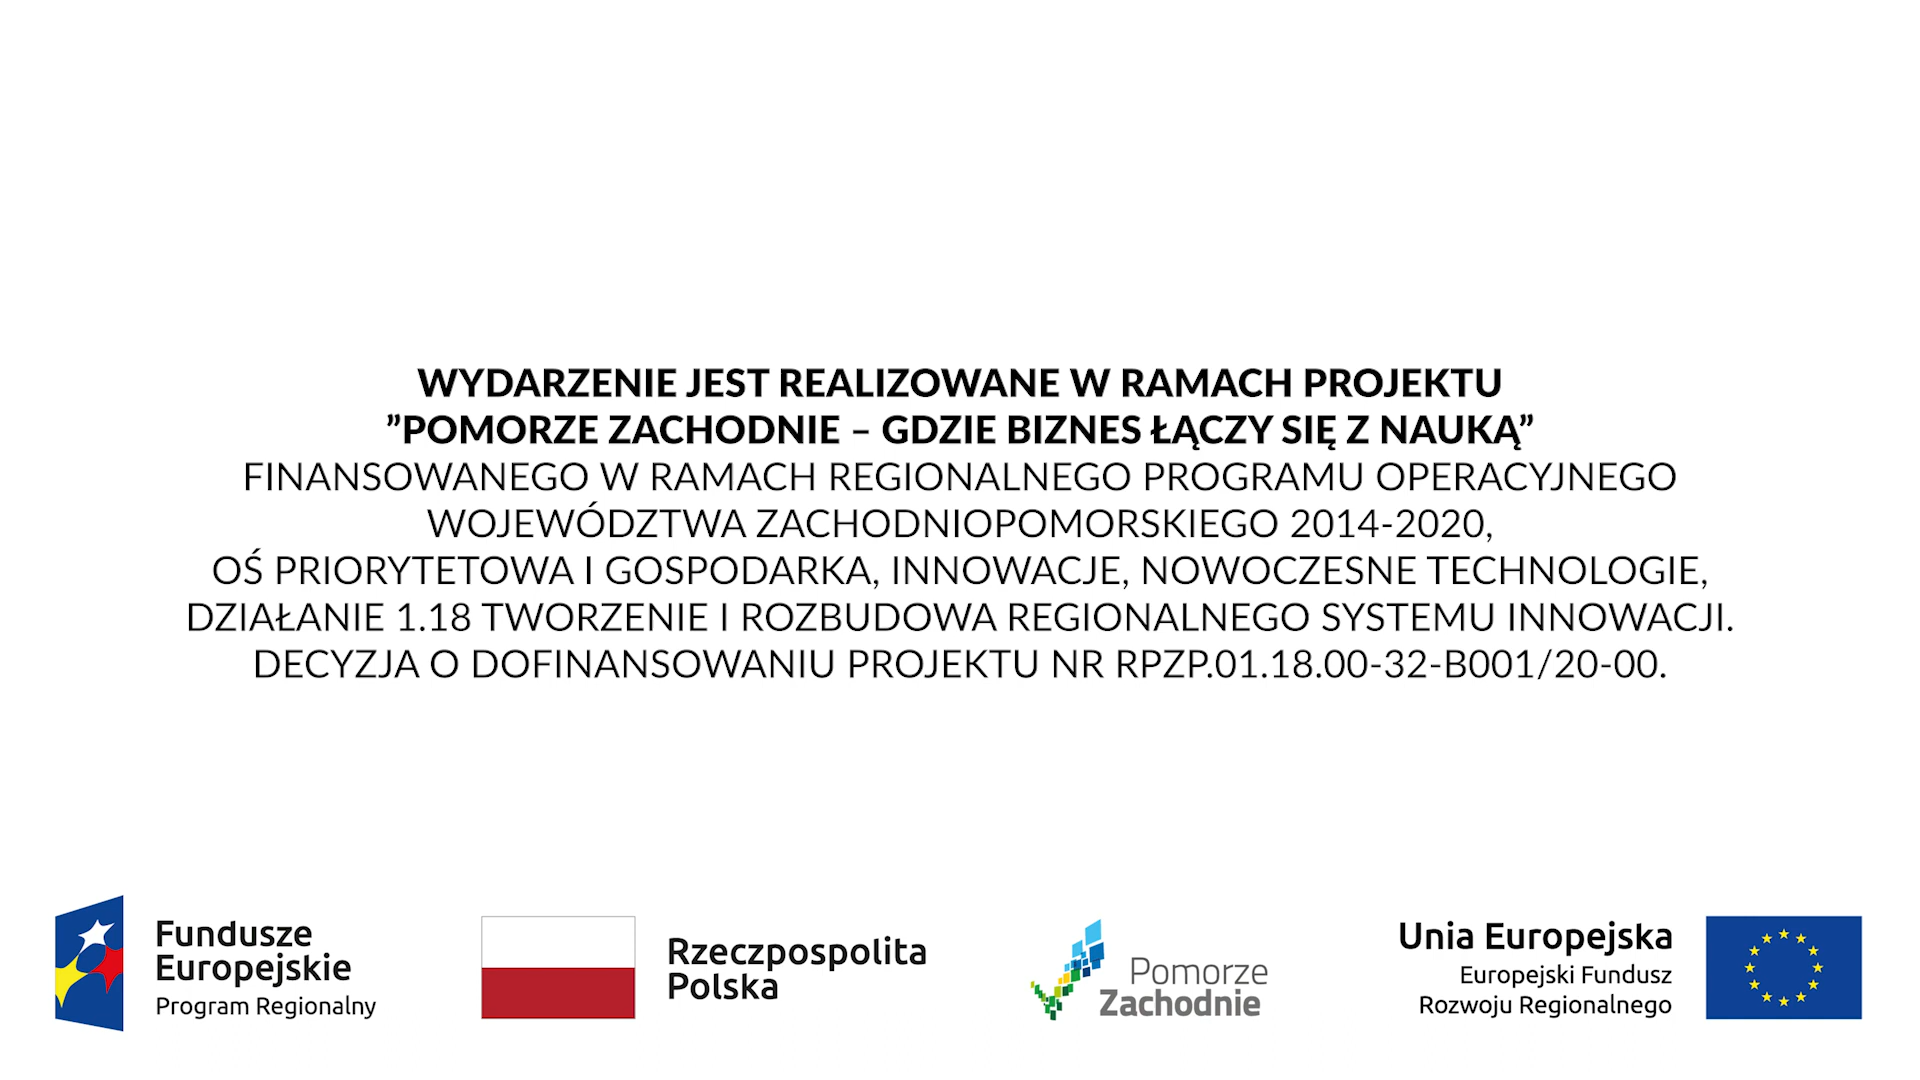 WYDARZENIE JEST REALIZOWANE W RAMACH PROJEKTU
”POMORZE ZACHODNIE – GDZIE BIZNES ŁĄCZY SIĘ Z NAUKĄ”
FINANSOWANEGO W RAMACH REGIONALNEGO PROGRAMU OPERACYJNEGO
WOJEWÓDZTWA ZACHODNIOPOMORSKIEGO 2014-2020,
OŚ PRIORYTETOWA I GOSPODARKA, INNOWACJE, NOWOCZESNE TECHNOLOGIE,
DZIAŁANIE 1.18 TWORZENIE I ROZBUDOWA REGIONALNEGO SYSTEMU INNOWACJI.
DECYZJA O DOFINANSOWANIU PROJEKTU NR RPZP.01.18.00-32-B001/20-00.
Fundusze
Europejskie
Program Regionalny
Rzeczpospolita
Polska
Pomorze
Zachodnie
Unia Europejska
Europejski Fundusz
Rozwoju Regionalnego